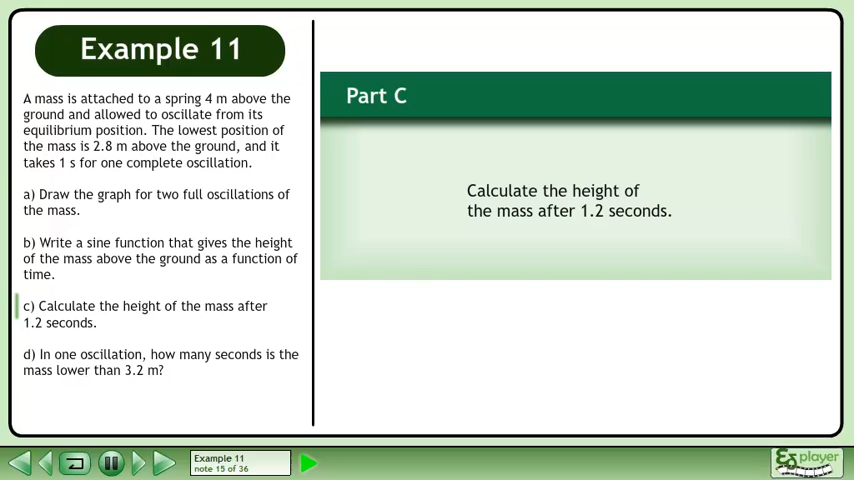 Example 11
A mass is attached to a spring 4 m above the
ground and allowed to oscillate from its
equilibrium position. The lowest position of
the mass is 2.8 m above the ground, and it
takes 1 s for one complete oscillation.
a) Draw the graph for two full oscillations of
the mass.
b) Write a sine function that gives the height
of the mass above the ground as a function of
time.
c) Calculate the height of the mass after
1.2 seconds.
d) In one oscillation, how many seconds is the
mass lower than 3.2 m?
Part C
Calculate the height of
the mass after 1.2 seconds.
Example 11
note 15 of 36
player